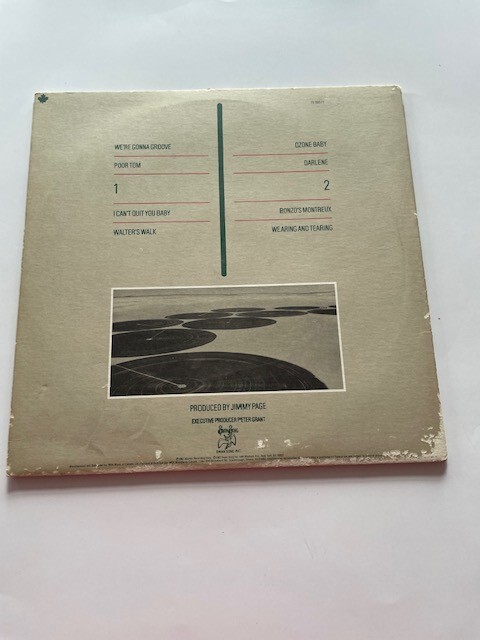 WE'RE GONNA GROOVE
POOR TOM
1
I CAN'T QUIT YOU BABY
WALTER'S WALK
OZONE BABY
DARLENE
2
BONZO'S MONTREUX
WEARING AND TEARING
PRODUCED BY JIMMY PAGE
EXECUTIVE PRODUCER PETER GRANT